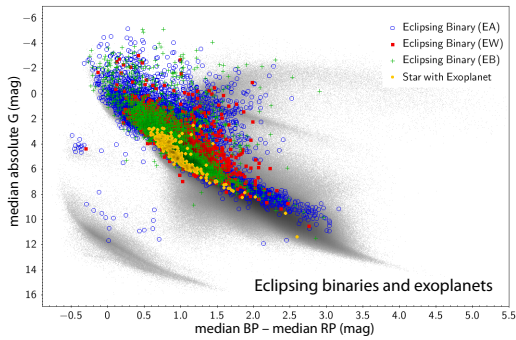 −6
−4
−2
0
2
4
6
8
10
12
14
16
median absolute G (mag)
Eclipsing Binary (EA)
Eclipsing Binary (EW)
Eclipsing Binary (EB)
Star with Exoplanet
Eclipsing binaries and exoplanets
−0.5 0 0.5 1.0 1.5 2.0 2.5 3.0 3.5 4.0 4.5 5.0 5.5
median BP – median RP (mag)